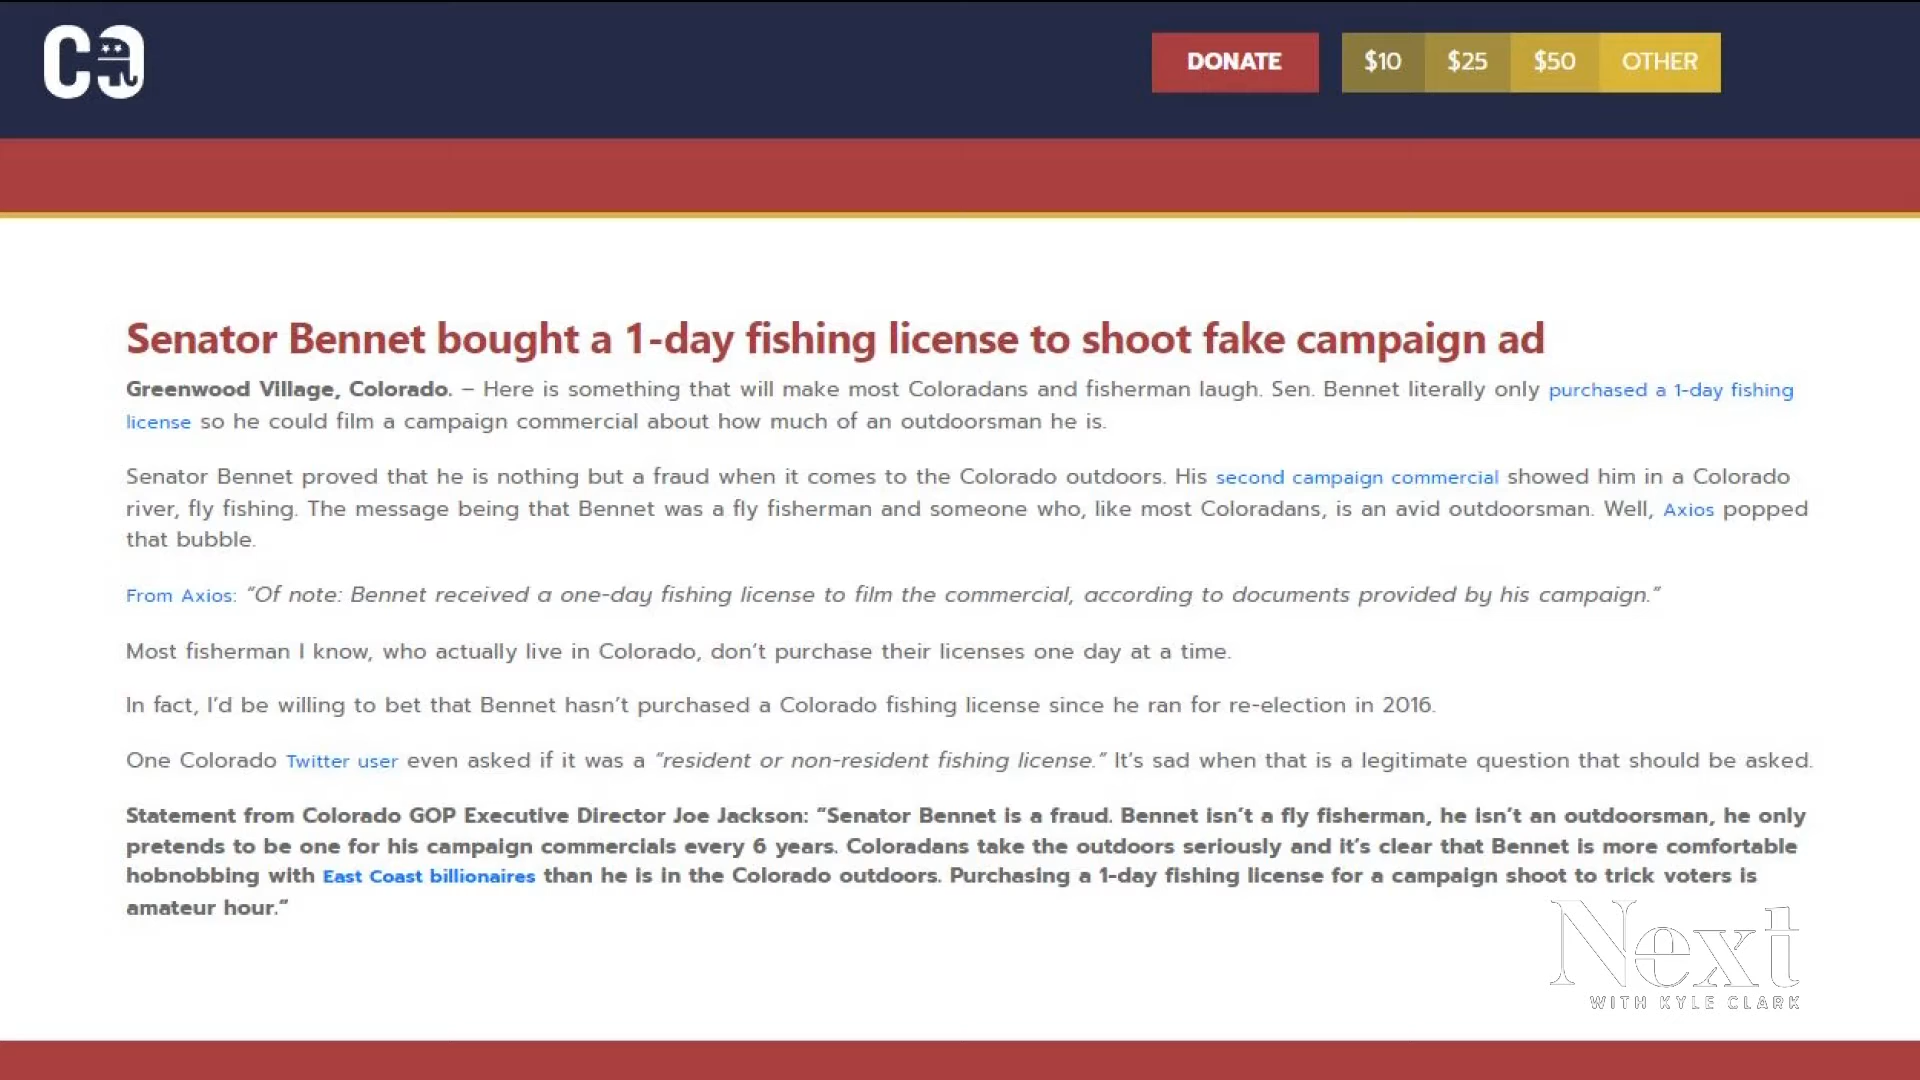 CO
DONATE
$10
$25
$50
OTHER
Senator Bennet bought a 1-day fishing license to shoot fake campaign ad
Greenwood Village, Colorado. – Here is something that will make most Coloradans and fisherman laugh. Sen. Bennet literally only purchased a 1-day fishing
license so he could film a campaign commercial about how much of an outdoorsman he is.
Senator Bennet proved that he is nothing but a fraud when it comes to the Colorado outdoors. His second campaign commercial showed him in a Colorado
river, fly fishing. The message being that Bennet was a fly fisherman and someone who, like most Coloradans, is an avid outdoorsman. Well, Axios popped
that bubble.
From Axios: “Of note: Bennet received a one-day fishing license to film the commercial, according to documents provided by his campaign.”
Most fisherman I know, who actually live in Colorado, don’t purchase their licenses one day at a time.
In fact, I’d be willing to bet that Bennet hasn’t purchased a Colorado fishing license since he ran for re-election in 2016.
One Colorado Twitter user even asked if it was a “resident or non-resident fishing license.” It’s sad when that is a legitimate question that should be asked.
Statement from Colorado GOP Executive Director Joe Jackson: “Senator Bennet is a fraud. Bennet isn’t a fly fisherman, he isn’t an outdoorsman, he only
pretends to be one for his campaign commercials every 6 years. Coloradans take the outdoors seriously and it’s clear that Bennet is more comfortable
hobnobbing with East Coast billionaires than he is in the Colorado outdoors. Purchasing a 1-day fishing license for a campaign shoot to trick voters is
amateur hour.”
Next
WITH KYLE CLARK